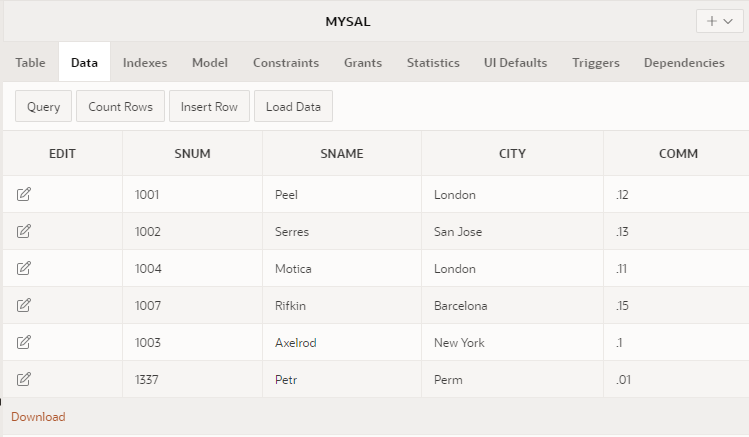 MYSAL
Table Data Indexes Model Constraints Grants Statistics UI Defaults Triggers Dependencies
Query Count Rows Insert Row Load Data
EDIT SNUM SNAME CITY COMM
1001 Peel London .12
1002 Serres San Jose .13
1004 Motica London .11
1007 Rifkin Barcelona .15
1003 Axelrod New York .1
1337 Petr Perm .01
Download